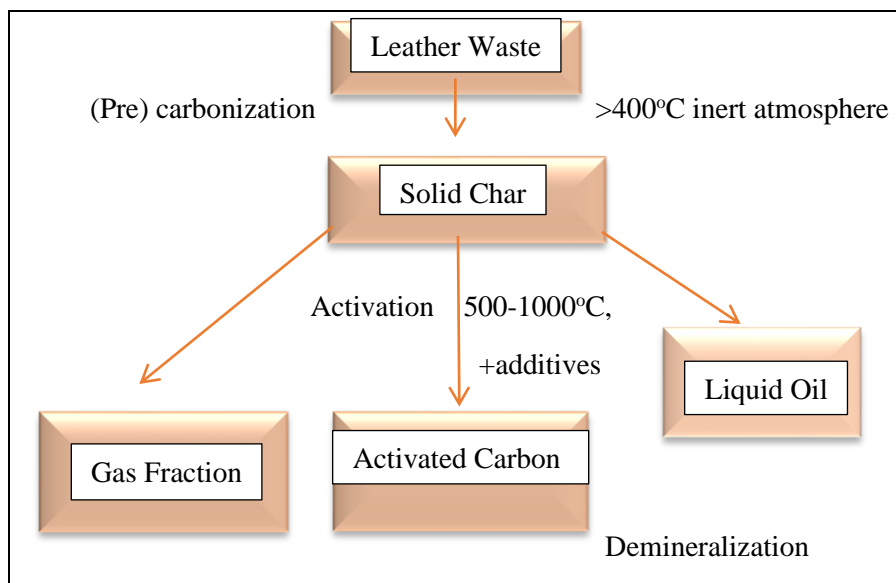 Leather Waste
(Pre) carbonization
>400°C inert atmosphere
Solid Char
Activation
500-1000°C,
+additives
Liquid Oil
Gas Fraction
Activated Carbon
Demineralization